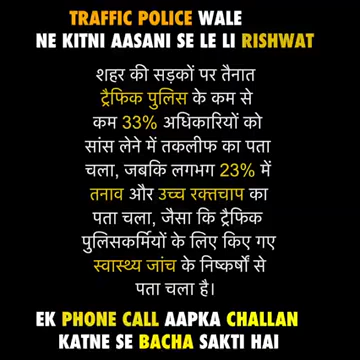 TRAFFIC POLICE WALE
NE KITNI AASANI SE LE LI RISHWAT
शहर की सड़कों पर तैनात
ट्रैफिक पुलिस के कम से
कम 33% अधिकारियों को
सांस लेने में तकलीफ का पता
चला, जबकि लगभग 23% में
तनाव और उच्च रक्तचाप का
पता चला, जैसा कि ट्रैफिक
पुलिसकर्मियों के लिए किए गए
स्वास्थ्य जांच के निष्कर्षों से
पता चला है।
EK PHONE CALL AAPKA CHALLAN
KATNE SE BACHA SAKTI HAI